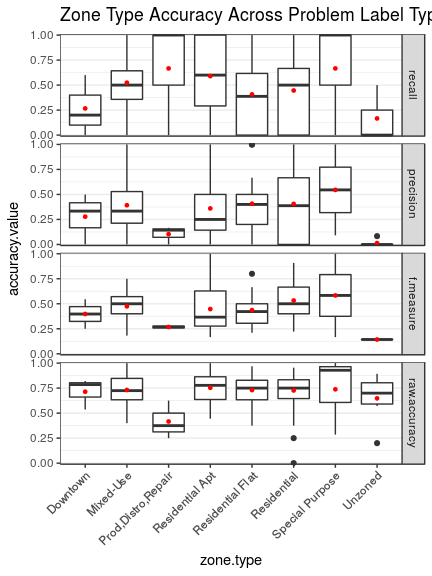 Zone Type Accuracy Across Problem Label Typ
1.00
0.75
0.50
0.25
0.00
recall
1.00
0.75
0.50
0.25
0.00
precision
1.00
0.75
0.50
0.25
0.00
f.measure
1.00
0.75
0.50
0.25
0.00
raw.accuracy
accuracy.value
Downtown
Mixed-Use
Prod,Distro,Repair
Residential Apt
Residential Flat
Residential
Special Purpose
Unzoned
zone.type